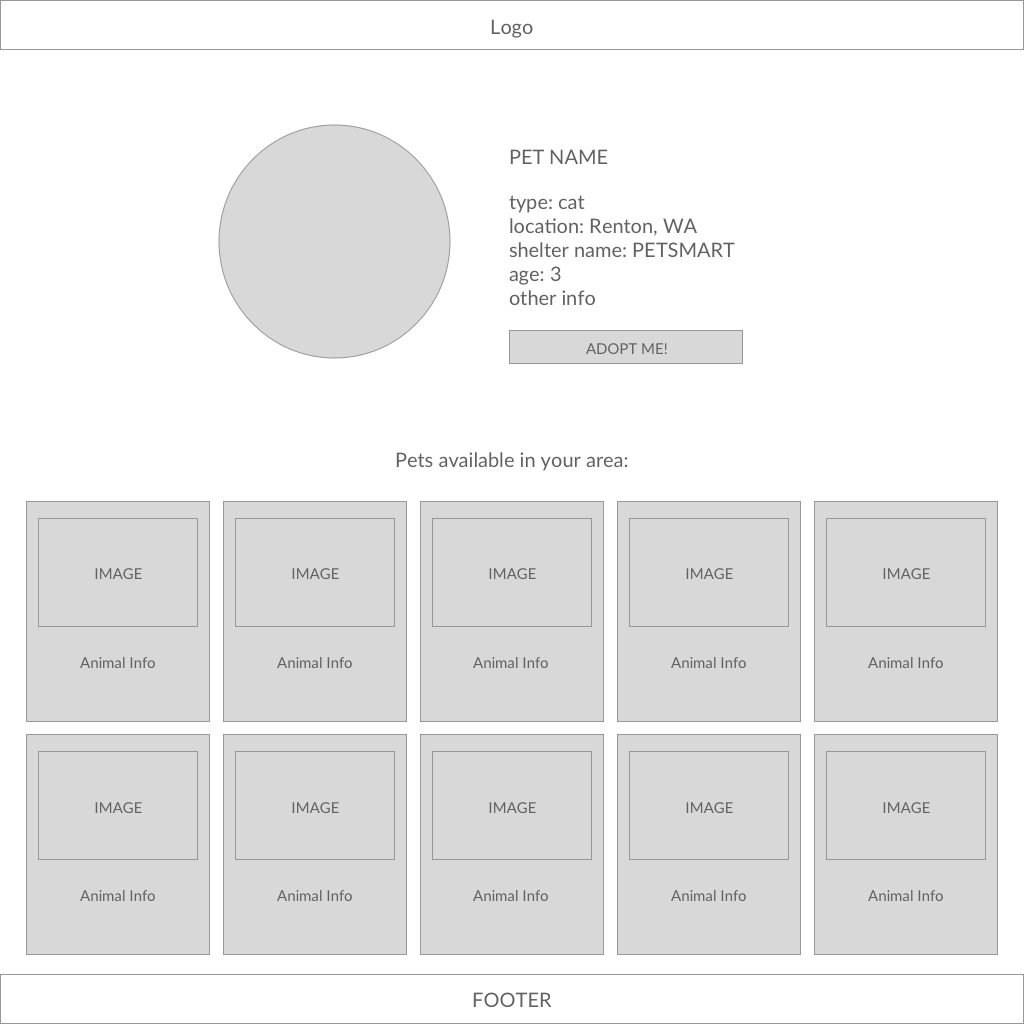 Logo
PET NAME
type: cat
location: Renton, WA
shelter name: PETSMART
age: 3
other info
ADOPT ME!
Pets available in your area:
IMAGE
IMAGE
IMAGE
IMAGE
IMAGE
Animal Info
Animal Info
Animal Info
Animal Info
Animal Info
IMAGE
IMAGE
IMAGE
IMAGE
IMAGE
Animal Info
Animal Info
Animal Info
Animal Info
Animal Info
FOOTER